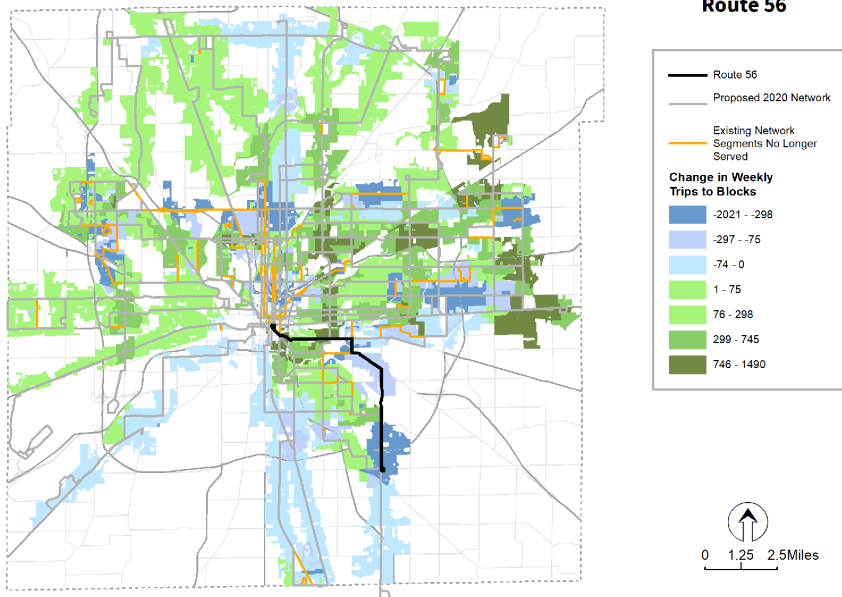 Route 56
Route 56
Proposed 2020 Network
Existing Network
Segments No Longer
Served
Change in Weekly
Trips to Blocks
-2021 - -298
-297 - -75
-74 - 0
1 - 75
76 - 298
299 - 745
746 - 1490
0 1.25 2.5Miles